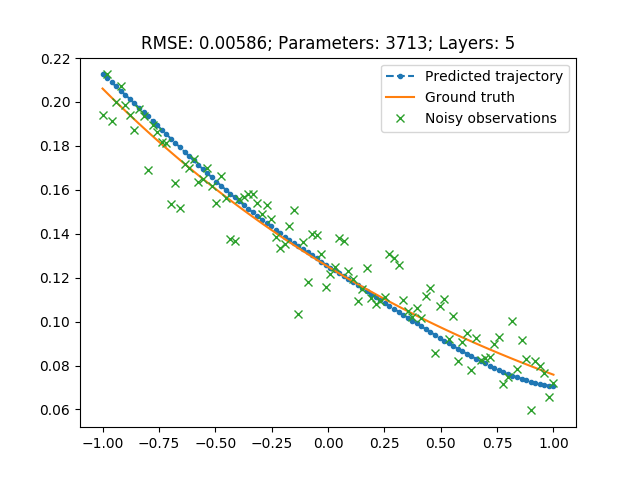 RMSE: 0.00586; Parameters: 3713; Layers: 5
Predicted trajectory
Ground truth
Noisy observations
0.22
0.20
0.18
0.16
0.14
0.12
0.10
0.08
0.06
−1.00 −0.75 −0.50 −0.25 0.00 0.25 0.50 0.75 1.00